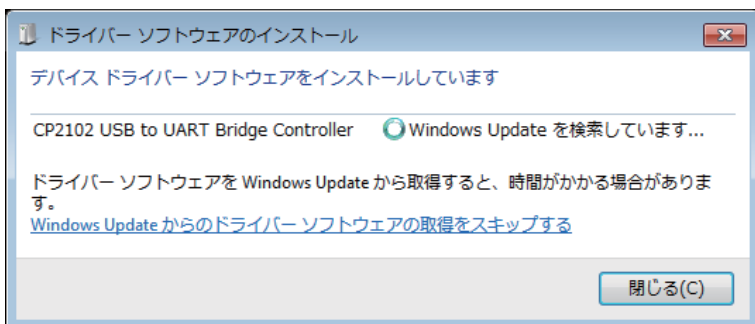 ドライバー ソフトウェアのインストール
デバイス ドライバー ソフトウェアをインストールしています
CP2102 USB to UART Bridge Controller Windows Update を検索しています...
ドライバー ソフトウェアを Windows Update から取得すると、時間がかかる場合がありま
す。
Windows Update からのドライバー ソフトウェアの取得をスキップする
閉じる(C)